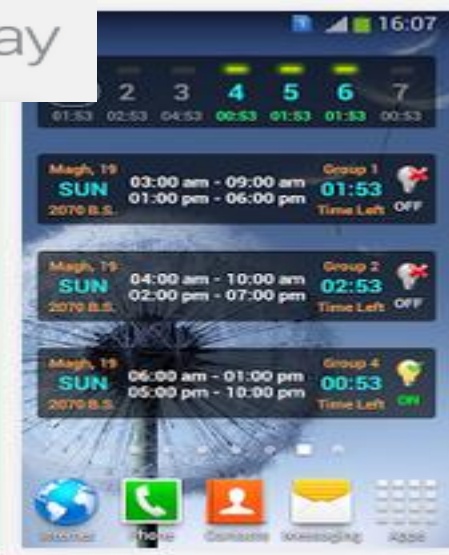 ay
16:07
2 3 4 5 6 7
01:53 02:53 04:53 00:53 01:53 01:53 00:53
Magh, 19
SUN
2070 B.S.
03:00 am - 09:00 am
01:00 pm - 06:00 pm
Group 1
01:53
Time Left
OFF
Magh, 19
SUN
2070 B.S.
04:00 am - 10:00 am
02:00 pm - 07:00 pm
Group 2
02:53
Time Left
OFF
Magh, 19
SUN
2070 B.S.
06:00 am - 01:00 pm
05:00 pm - 10:00 pm
Group 4
00:53
Time Left
ON
Internet Phone Contacts Messaging Apps